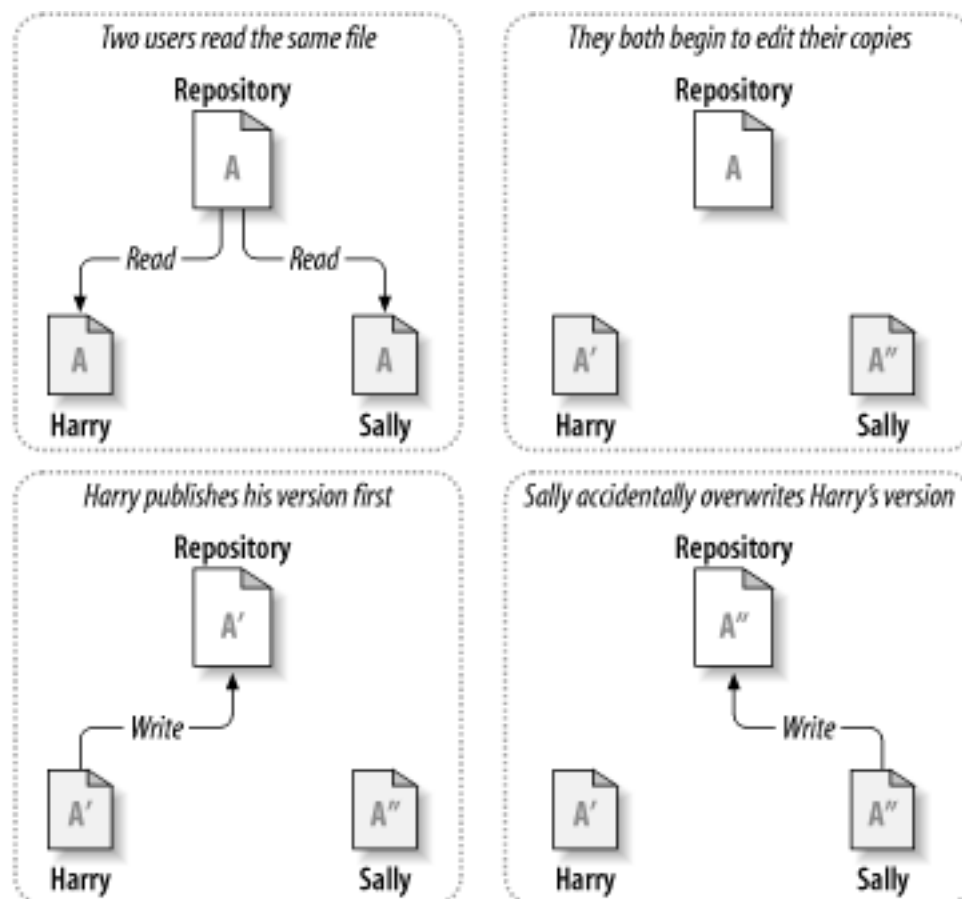 Two users read the same file
Repository
A
Read Read
A A
Harry Sally
They both begin to edit their copies
Repository
A
A′ A″
Harry Sally
Harry publishes his version first
Repository
A′
Write
A′ A″
Harry Sally
Sally accidentally overwrites Harry's version
Repository
A″
Write
A′ A″
Harry Sally